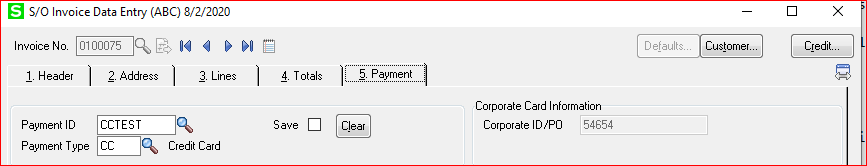 S S/O Invoice Data Entry (ABC) 8/2/2020
Invoice No. 0100075 Defaults... Customer... Credit...
1. Header 2. Address 3. Lines 4. Totals 5. Payment
Corporate Card Information
Payment ID CCTEST Save Clear Corporate ID/PO 54654
Payment Type CC Credit Card